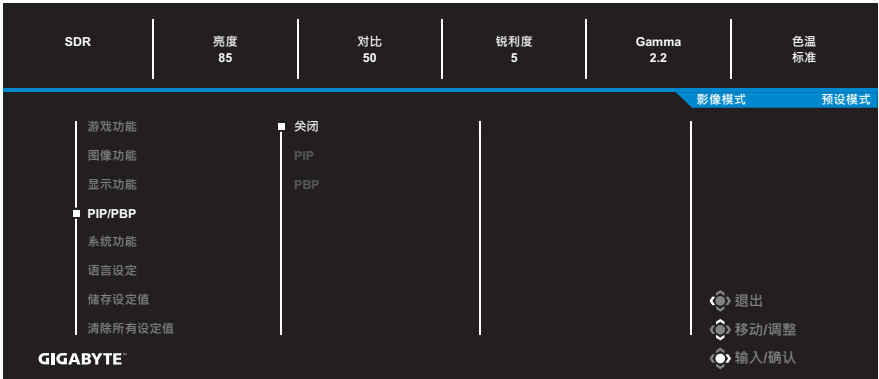 SDR
亮度
85
对比
50
锐利度
5
Gamma
2.2
色温
标准
影像模式
预设模式
游戏功能
图像功能
显示功能
PIP/PBP
系统功能
语言设定
储存设定值
清除所有设定值
关闭
PIP
PBP
退出
移动/调整
输入/确认
GIGABYTE™